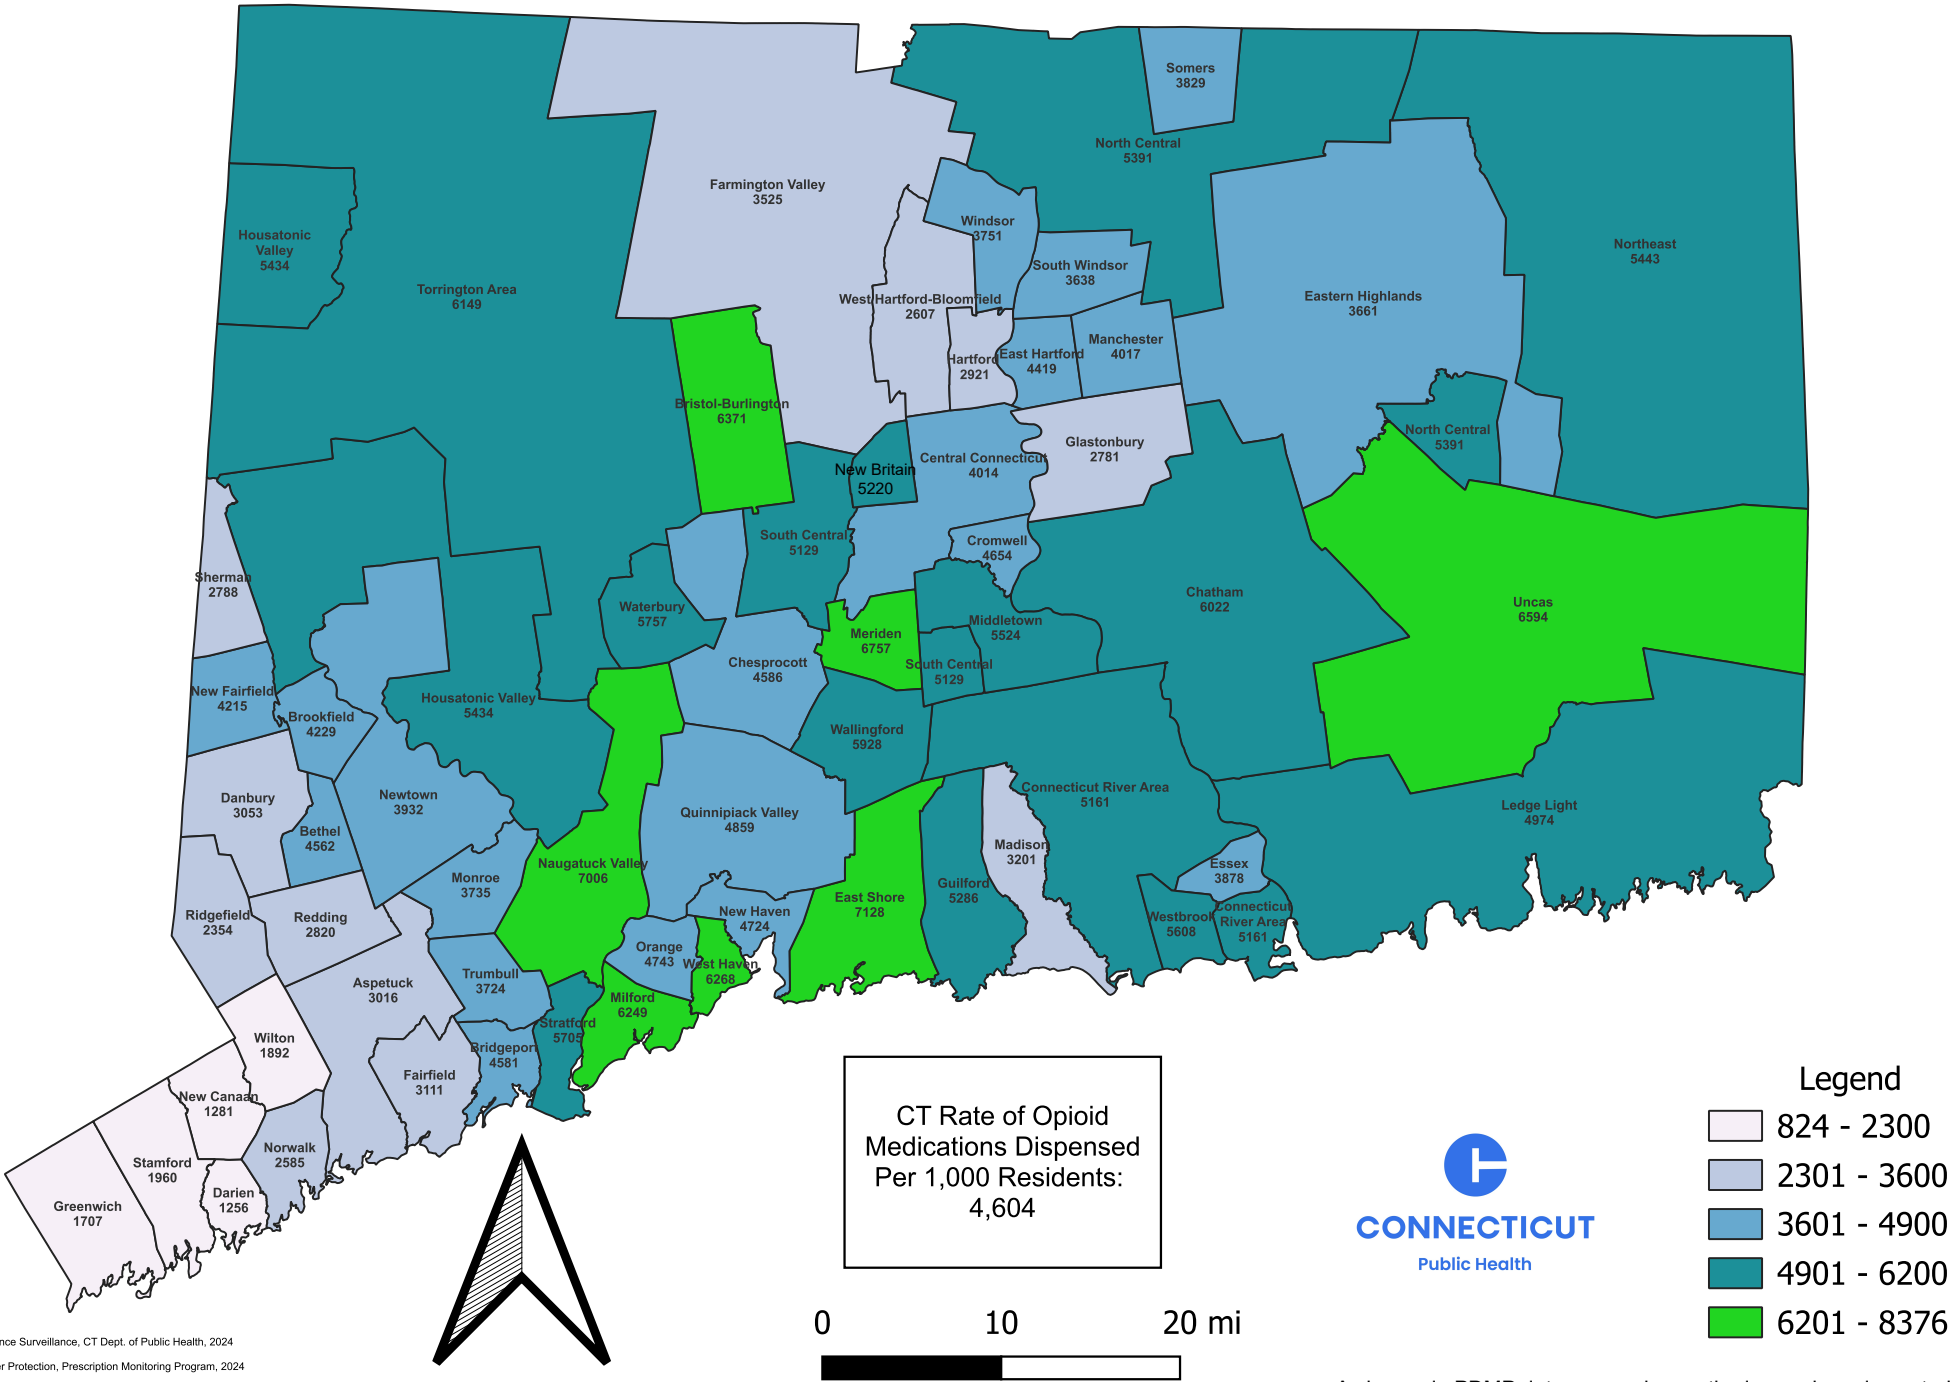 Somers
3829
North Central
5391
Farmington Valley
3525
Windsor
3751
Housatonic
Valley
5434
Northeast
5443
South Windsor
3638
Torrington Area
6149
West Hartford-Bloomfield
2607
Eastern Highlands
3661
Hartford
2921
East Hartford
4419
Manchester
4017
Bristol-Burlington
6371
North Central
5391
Glastonbury
2781
Central Connecticut
4014
New Britain
5220
South Central
5129
Cromwell
4654
Sherman
2788
Chatham
6022
Uncas
6594
Waterbury
5757
Middletown
5524
Meriden
6757
South Central
5129
Chesprocott
4586
New Fairfield
4215
Housatonic Valley
5434
Brookfield
4229
Wallingford
5928
Connecticut River Area
5161
Danbury
3053
Newtown
3932
Ledge Light
4974
Quinnipiack Valley
4859
Bethel
4562
Madison
3201
Naugatuck Valley
7006
Essex
3878
Monroe
3735
Guilford
5286
East Shore
7128
Ridgefield
2354
Redding
2820
New Haven
4724
Westbrook
5608
Connecticut
River Area
5161
Orange
4743
West Haven
6268
Trumbull
3724
Aspetuck
3016
Milford
6249
Stratford
5705
Wilton
1892
Bridgeport
4581
Fairfield
3111
New Canaan
1281
Norwalk
2585
Stamford
1960
Darien
1256
Greenwich
1707
CT Rate of Opioid
Medications Dispensed
Per 1,000 Residents:
4,604
Legend
824 - 2300
2301 - 3600
3601 - 4900
4901 - 6200
6201 - 8376
CONNECTICUT
Public Health
0 10 20 mi
Surveillance, CT Dept. of Public Health, 2024
Protection, Prescription Monitoring Program, 2024